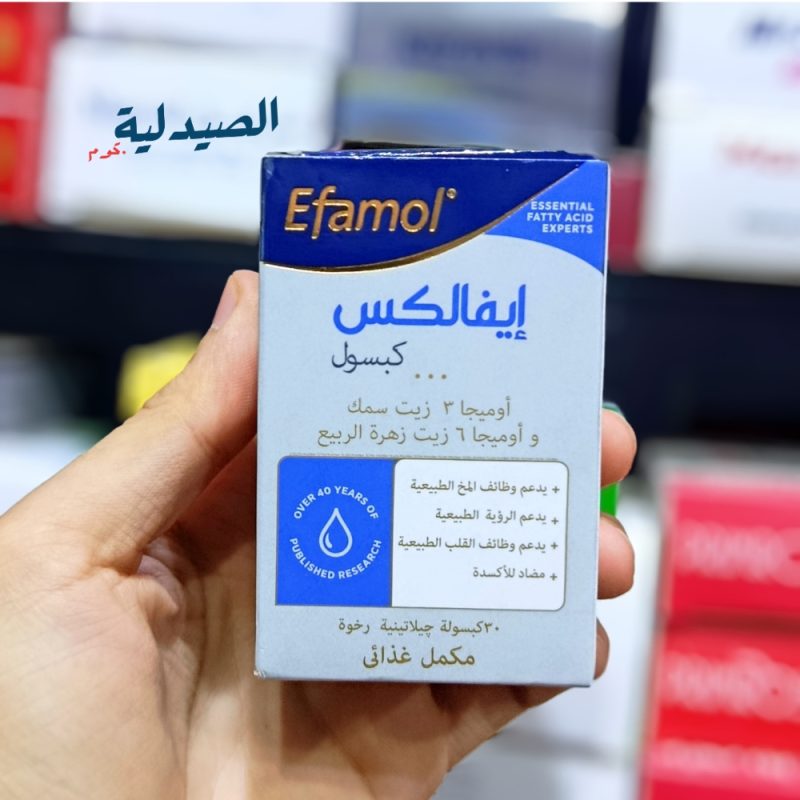 الصيدلية
.كوم
Efamol®
ESSENTIAL
FATTY ACID
EXPERTS
إيفالكس
كبسول
...
أوميجا ٣ زيت سمك
و أوميجا ٦ زيت زهرة الربيع
OVER 40 YEARS OF
PUBLISHED RESEARCH
+ يدعم وظائف المخ الطبيعية
+ يدعم الرؤية الطبيعية
+ يدعم وظائف القلب الطبيعية
+ مضاد للأكسدة
٣٠كبسولة چيلاتينية رخوة
مكمل غذائى